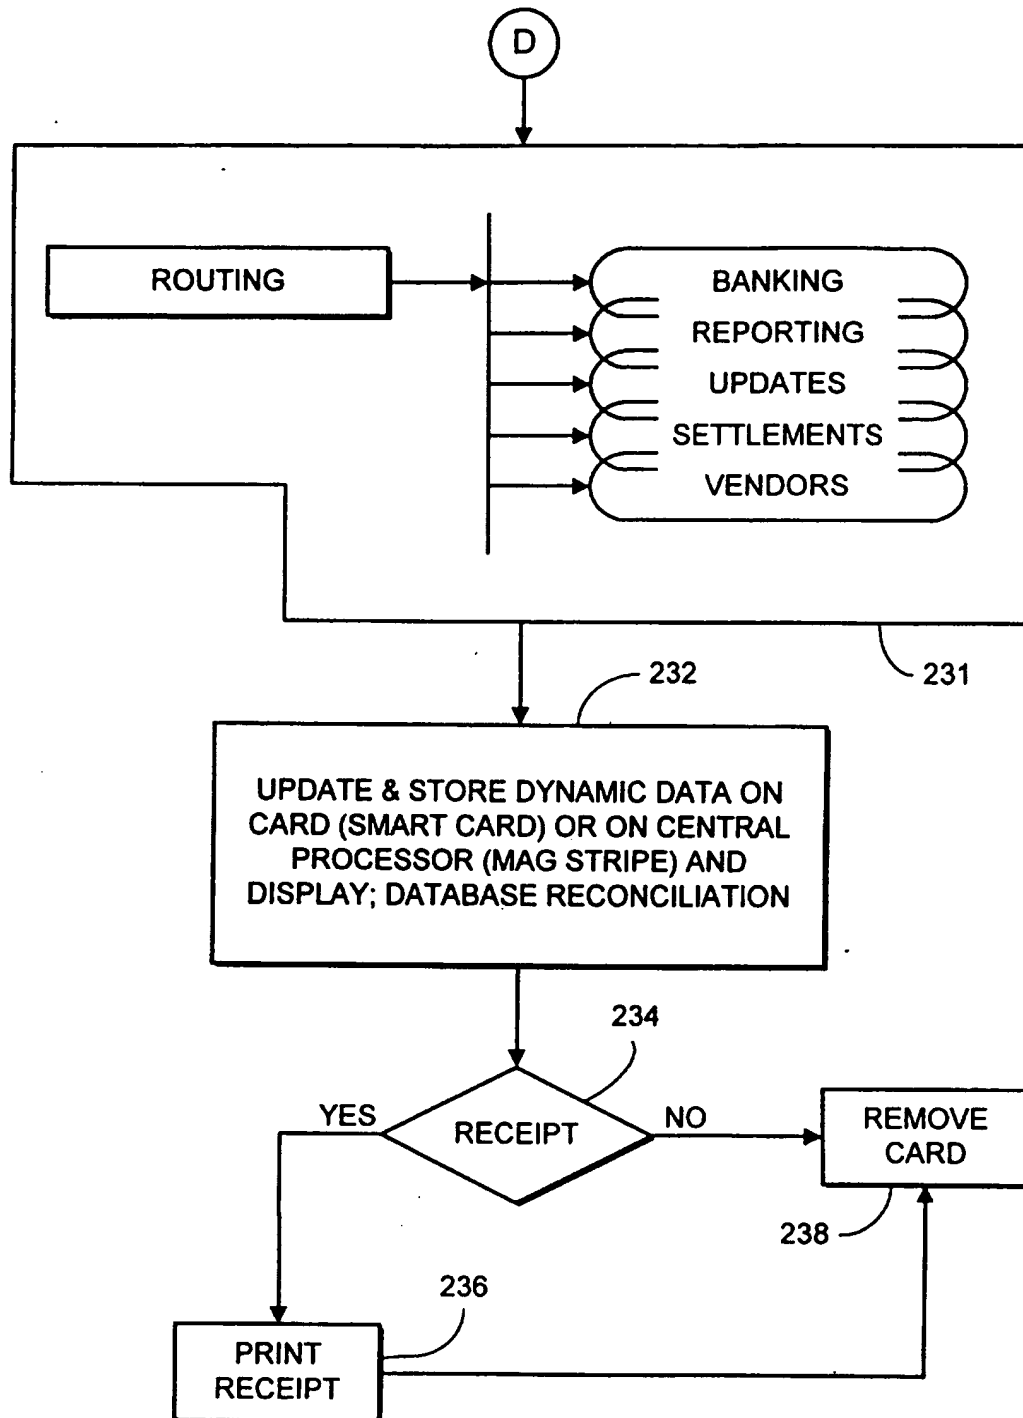 D
ROUTING
BANKING
REPORTING
UPDATES
SETTLEMENTS
VENDORS
231
232
UPDATE & STORE DYNAMIC DATA ON
CARD (SMART CARD) OR ON CENTRAL
PROCESSOR (MAG STRIPE) AND
DISPLAY; DATABASE RECONCILIATION
234
YES
RECEIPT
NO
REMOVE
CARD
238
236
PRINT
RECEIPT